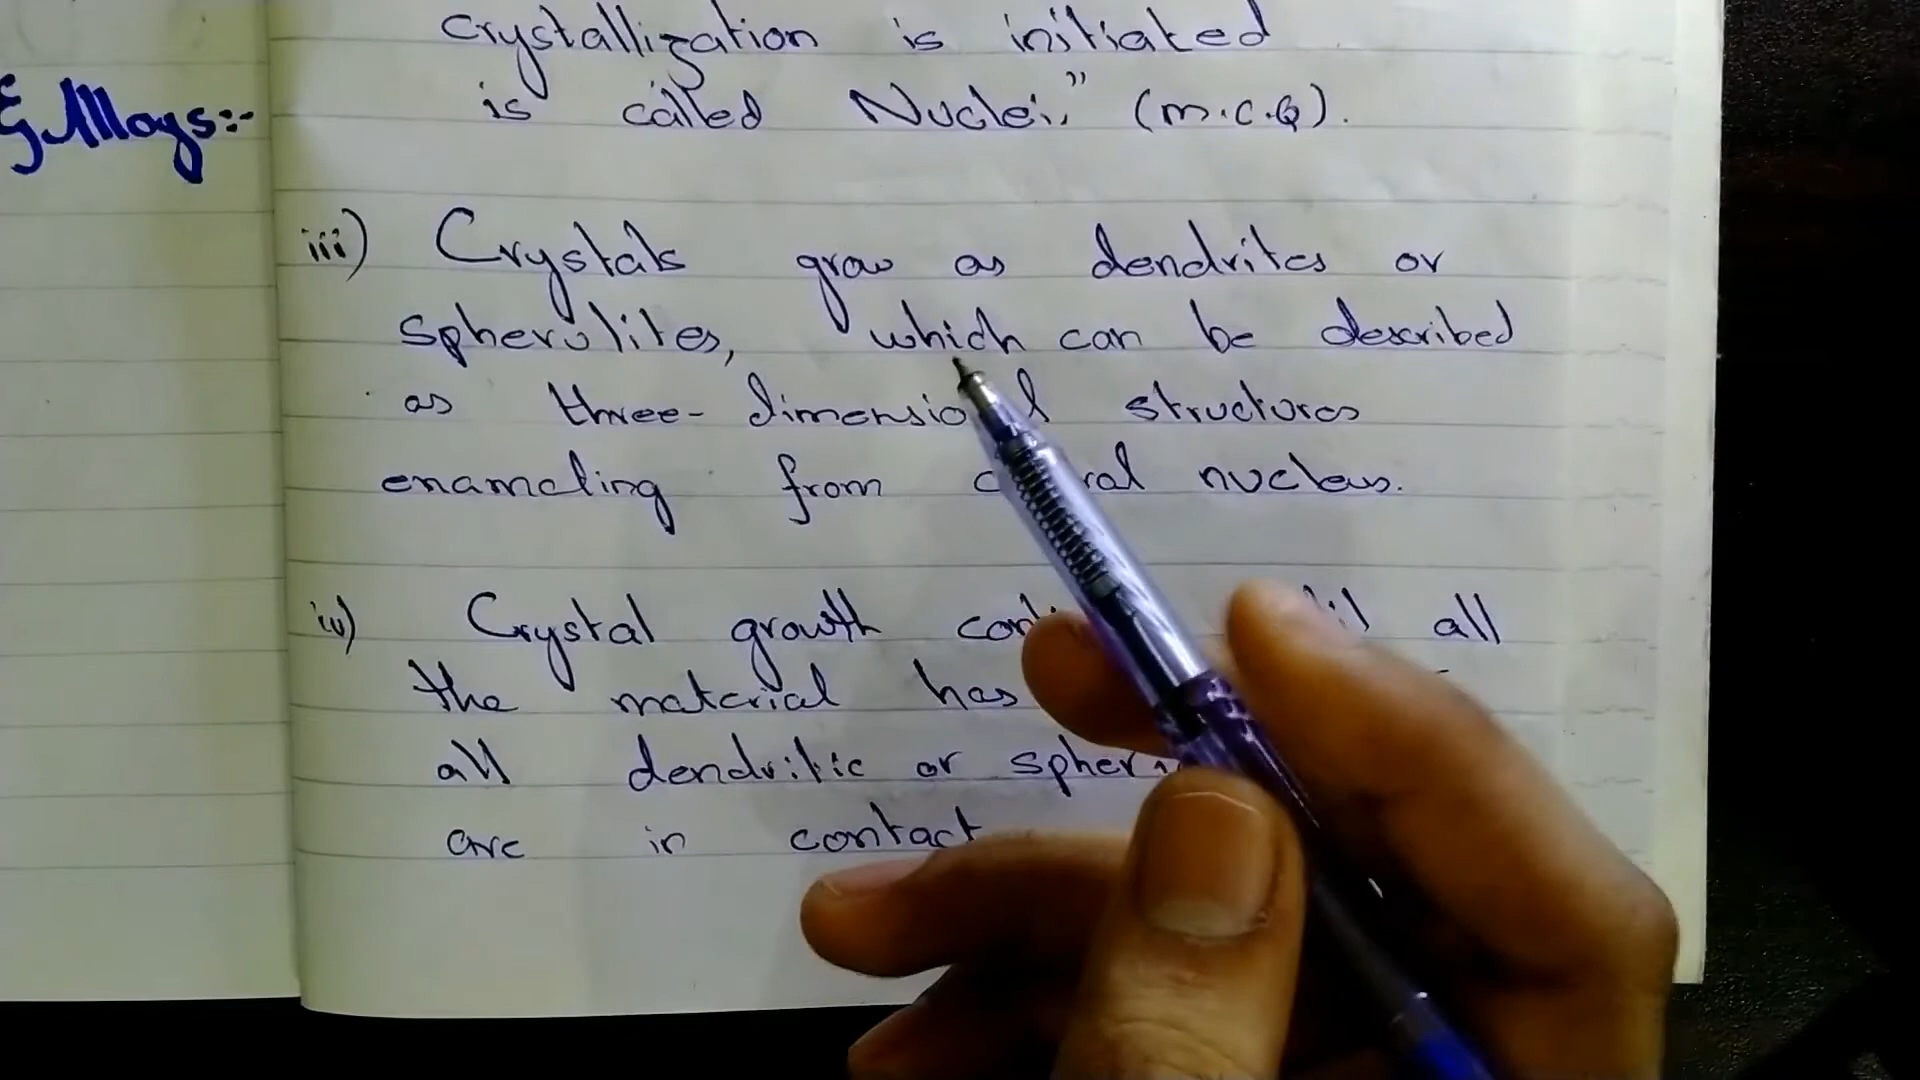 Alloys:-
crystallization is initiated
is called Nuclei," (M.C.Q).
iii) Crystals grow as dendrites or
spherulites, which can be described
as three-dimensional structures
enamating from nucleus.
iv) Crystal growth all
the material has
all dendritic or
are in contact